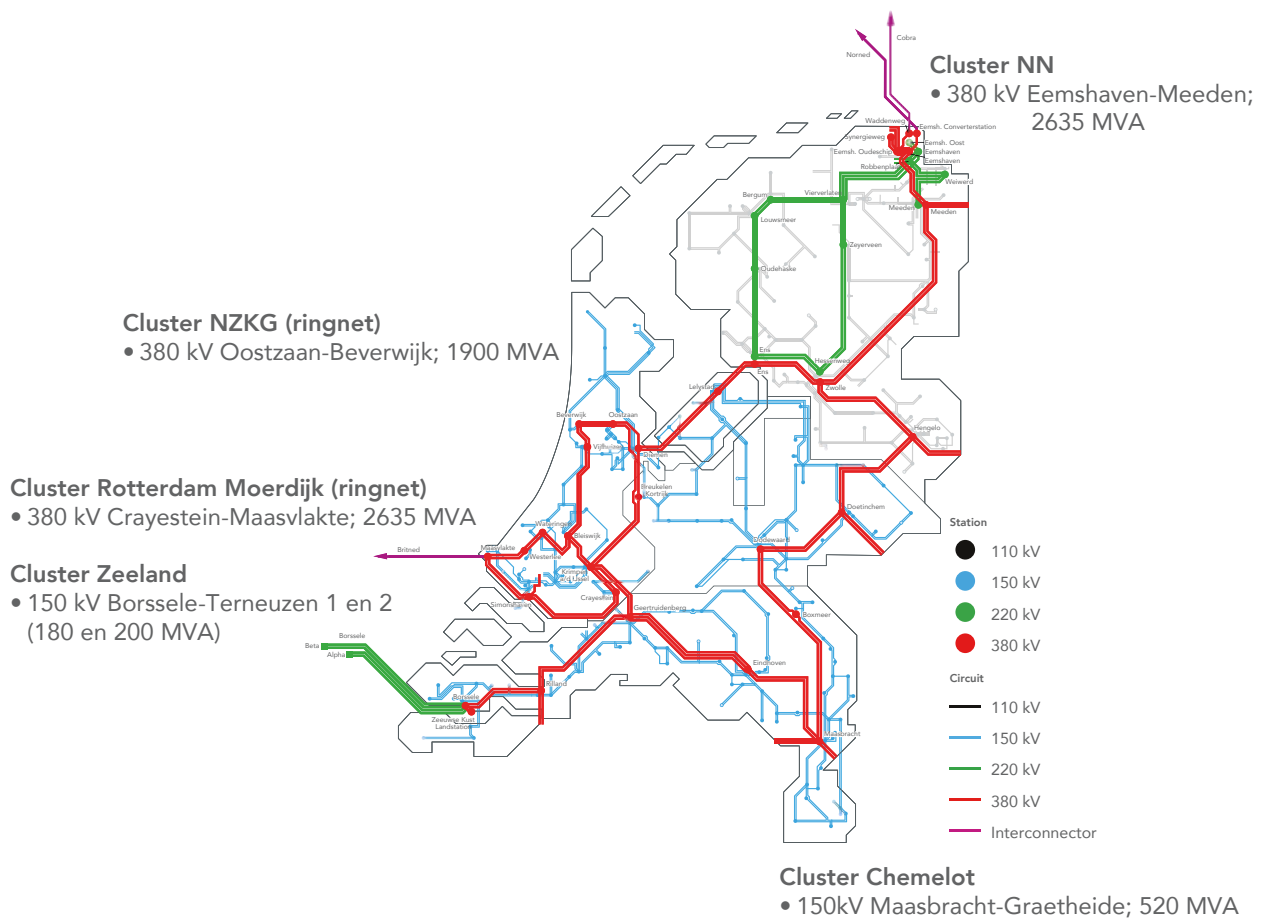 Cobra
Norned
Cluster NN
• 380 kV Eemshaven-Meeden;
2635 MVA
Waddenweg
Eemsh. Converterstation
Synergieweg
Eemsh. Oost
Eemsh. Oudeschip
Eemshaven
Eemshaven
Robbenplaat
Weiwerd
Bergum
Vierverlaten
Meeden
Meeden
Louwsmeer
Zeyerveen
Oudehaske
Cluster NZKG (ringnet)
• 380 kV Oostzaan-Beverwijk; 1900 MVA
Ens
Hessenweg
Ens
Lelystad
Zwolle
Beverwijk
Oostzaan
Hengelo
Vijfhuizen
Diemen
Cluster Rotterdam Moerdijk (ringnet)
• 380 kV Crayestein-Maasvlakte; 2635 MVA
Breukelen
Kortrijk
Doetinchem
Wateringen
Bleiswijk
Dodewaard
Britned
Maasvlakte
Westerlee
Cluster Zeeland
• 150 kV Borssele-Terneuzen 1 en 2
(180 en 200 MVA)
Krimpen
a/d IJssel
Crayestein
Simonshaven
Geertruidenberg
Boxmeer
Borssele
Beta
Alpha
Eindhoven
Rilland
Borssele
Zeeuwse Kust
Landstation
Maasbracht
Station
110 kV
150 kV
220 kV
380 kV
Circuit
110 kV
150 kV
220 kV
380 kV
Interconnector
Cluster Chemelot
• 150kV Maasbracht-Graetheide; 520 MVA